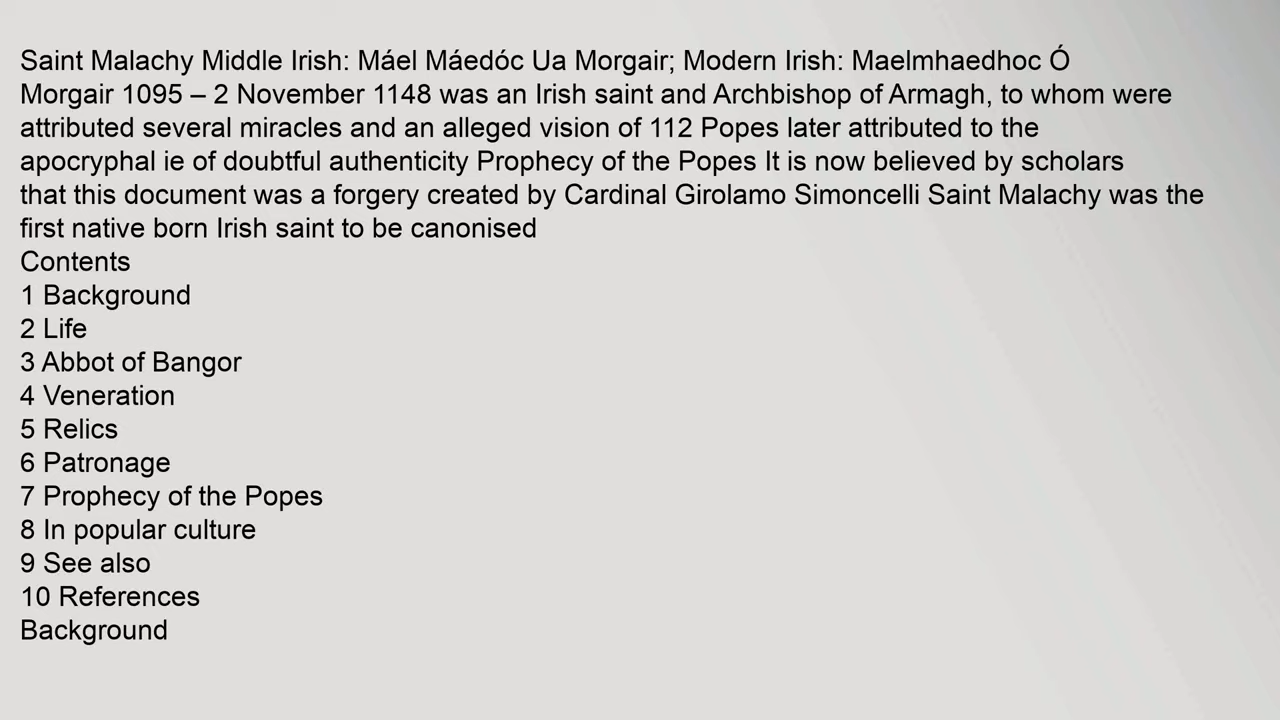 Saint Malachy Middle Irish: Máel Máedóc Ua Morgair; Modern Irish: Maelmhaedhoc Ó
Morgair 1095 – 2 November 1148 was an Irish saint and Archbishop of Armagh, to whom were
attributed several miracles and an alleged vision of 112 Popes later attributed to the
apocryphal ie of doubtful authenticity Prophecy of the Popes It is now believed by scholars
that this document was a forgery created by Cardinal Girolamo Simoncelli Saint Malachy was the
first native born Irish saint to be canonised
Contents
1 Background
2 Life
3 Abbot of Bangor
4 Veneration
5 Relics
6 Patronage
7 Prophecy of the Popes
8 In popular culture
9 See also
10 References
Background